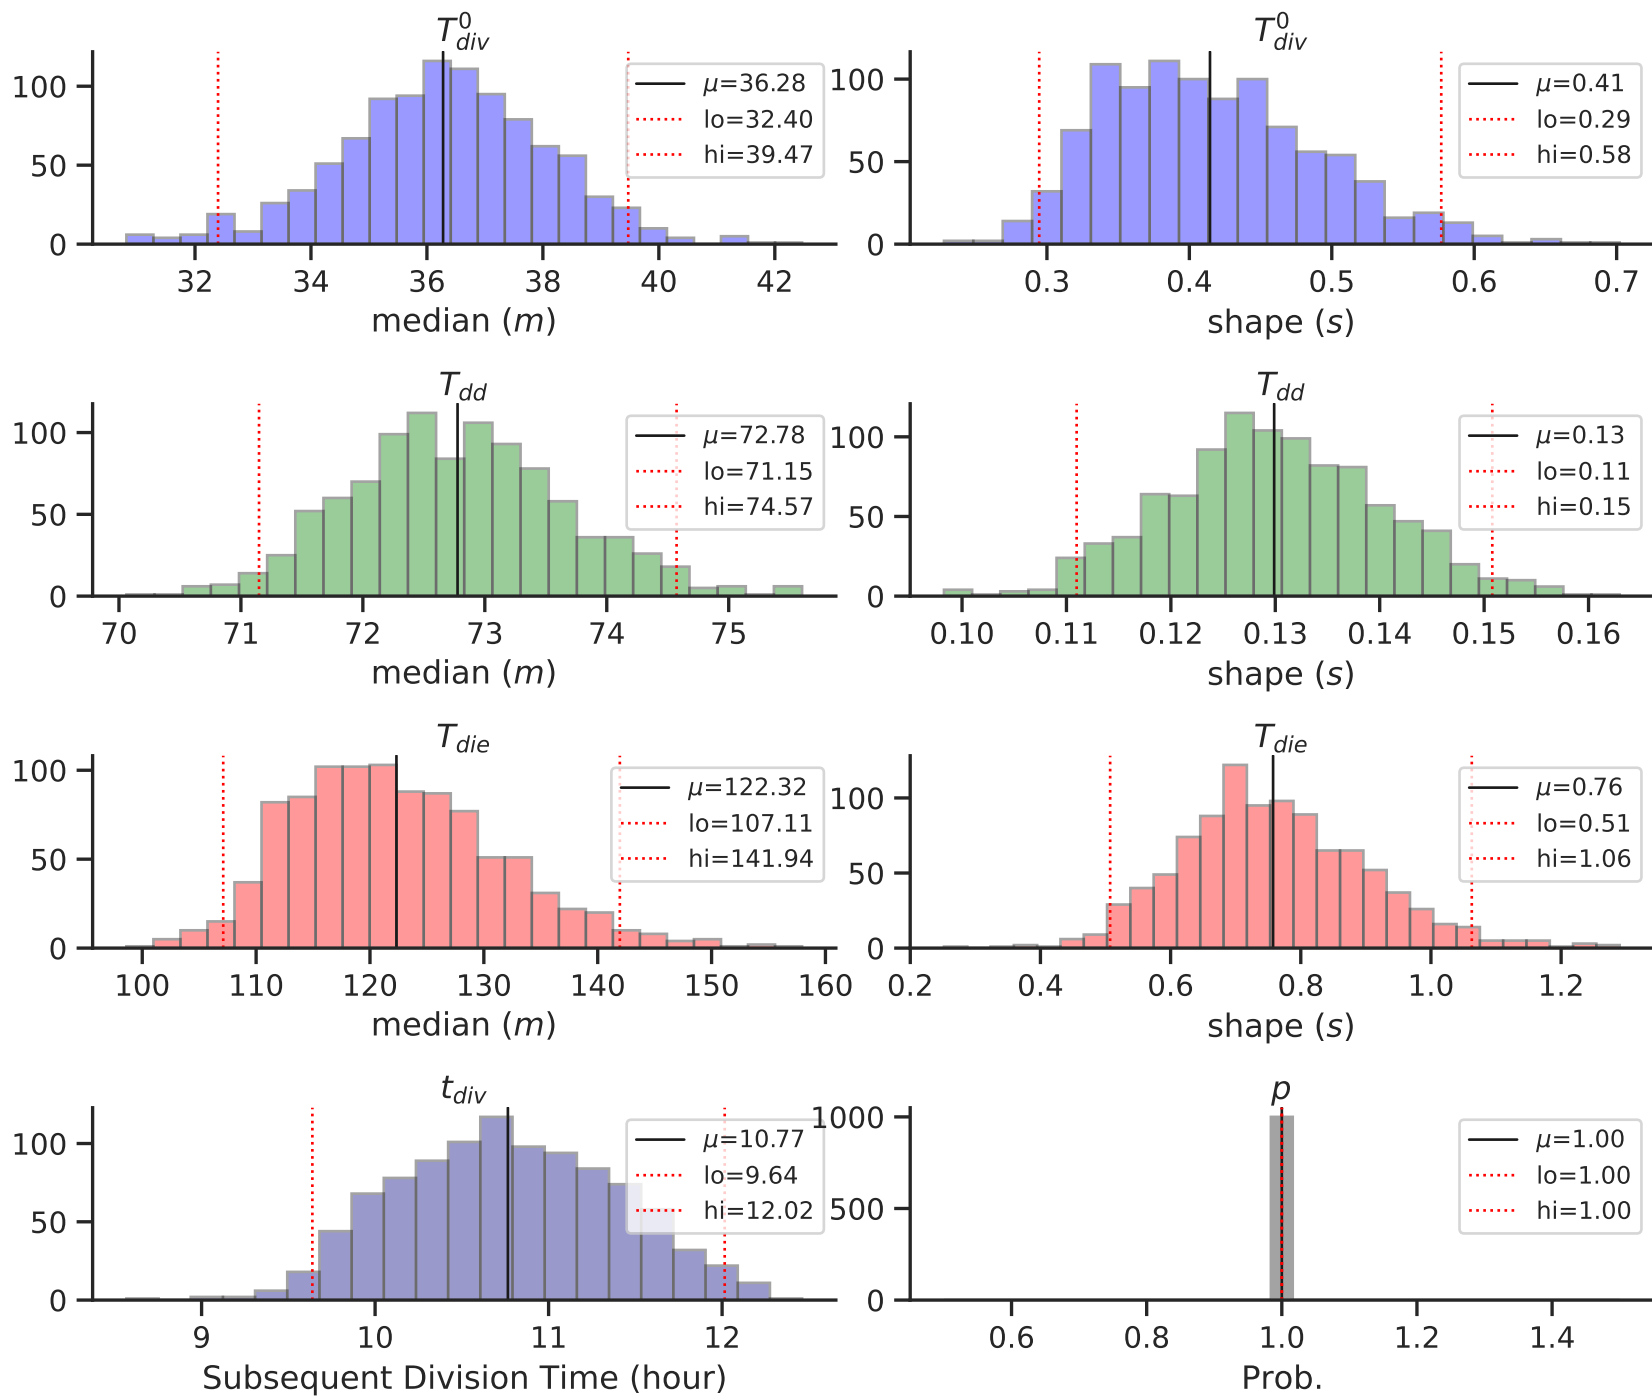 T⁰div
100
50
0
μ=36.28
lo=32.40
hi=39.47
32 34 36 38 40 42
median (m)
T⁰div
100
50
0
μ=0.41
lo=0.29
hi=0.58
0.3 0.4 0.5 0.6 0.7
shape (s)
Tdd
100
50
0
μ=72.78
lo=71.15
hi=74.57
70 71 72 73 74 75
median (m)
Tdd
100
50
0
μ=0.13
lo=0.11
hi=0.15
0.10 0.11 0.12 0.13 0.14 0.15 0.16
shape (s)
Tdie
100
50
0
μ=122.32
lo=107.11
hi=141.94
100 110 120 130 140 150 160
median (m)
Tdie
100
50
0
μ=0.76
lo=0.51
hi=1.06
0.2 0.4 0.6 0.8 1.0 1.2
shape (s)
tdiv
100
50
0
μ=10.77
lo=9.64
hi=12.02
9 10 11 12
Subsequent Division Time (hour)
p
1000
500
0
μ=1.00
lo=1.00
hi=1.00
0.6 0.8 1.0 1.2 1.4
Prob.